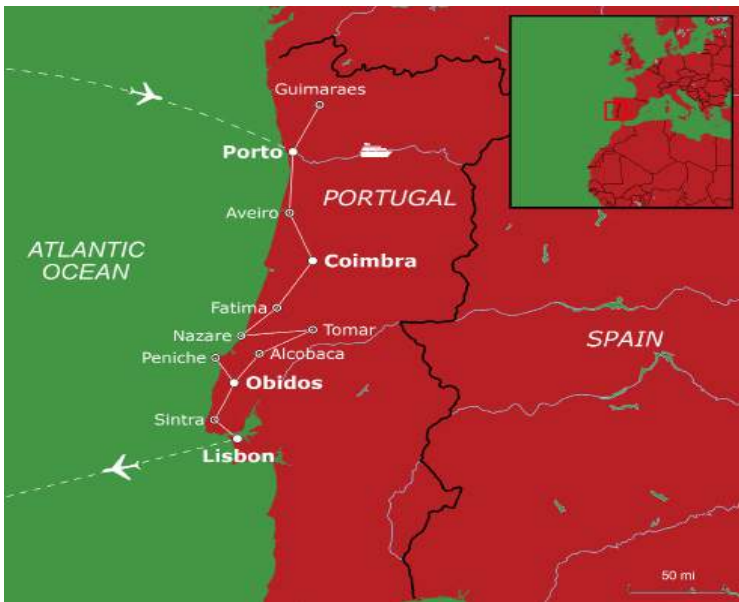 Guimaraes
Porto
PORTUGAL
Aveiro
ATLANTIC
OCEAN
Coimbra
Fatima
Nazare
Tomar
SPAIN
Peniche
Alcobaca
Obidos
Sintra
Lisbon
50 mi